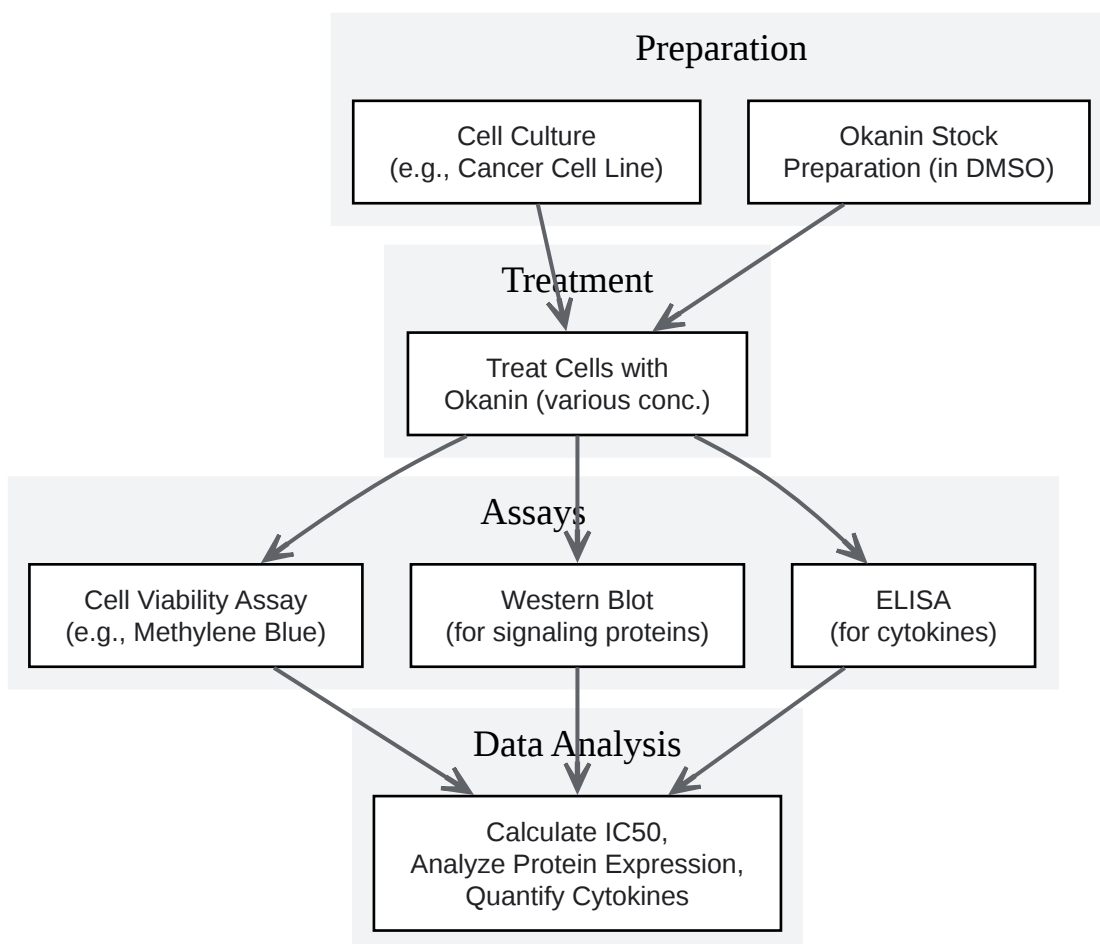 Preparation
Cell Culture
(e.g., Cancer Cell Line)
Okanin Stock
Preparation (in DMSO)
Treatment
Treat Cells with
Okanin (various conc.)
Assays
Cell Viability Assay
(e.g., Methylene Blue)
Western Blot
(for signaling proteins)
ELISA
(for cytokines)
Data Analysis
Calculate IC50,
Analyze Protein Expression,
Quantify Cytokines